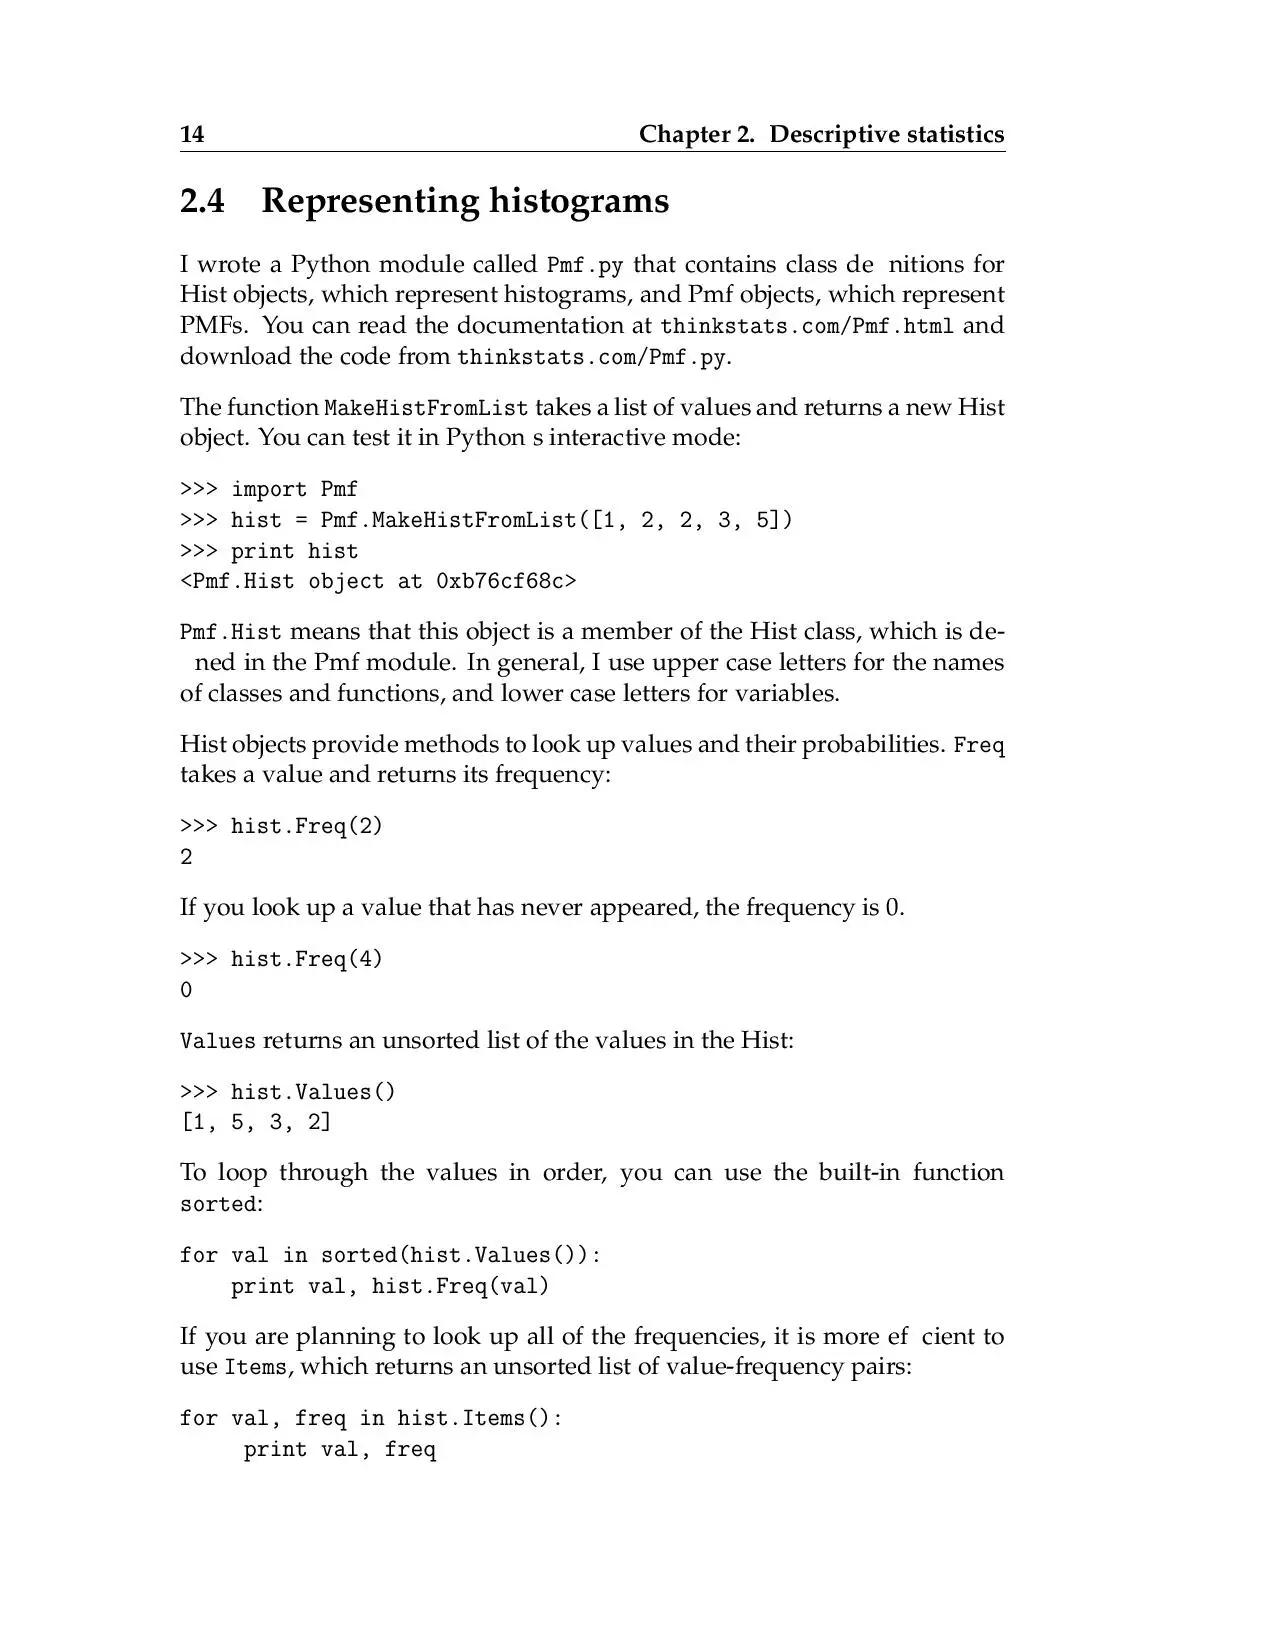 14 Chapter 2. Descriptive statistics
2.4 Representing histograms
I wrote a Python module called Pmf.py that contains class de nitions for
Hist objects, which represent histograms, and Pmf objects, which represent
PMFs. You can read the documentation at thinkstats.com/Pmf.html and
download the code from thinkstats.com/Pmf.py.
The function MakeHistFromList takes a list of values and returns a new Hist
object. You can test it in Python s interactive mode:
>>> import Pmf
>>> hist = Pmf.MakeHistFromList([1, 2, 2, 3, 5])
>>> print hist
<Pmf.Hist object at 0xb76cf68c>
Pmf.Hist means that this object is a member of the Hist class, which is de-
ned in the Pmf module. In general, I use upper case letters for the names
of classes and functions, and lower case letters for variables.
Hist objects provide methods to look up values and their probabilities. Freq
takes a value and returns its frequency:
>>> hist.Freq(2)
2
If you look up a value that has never appeared, the frequency is 0.
>>> hist.Freq(4)
0
Values returns an unsorted list of the values in the Hist:
>>> hist.Values()
[1, 5, 3, 2]
To loop through the values in order, you can use the built-in function
sorted:
for val in sorted(hist.Values()):
    print val, hist.Freq(val)
If you are planning to look up all of the frequencies, it is more ef cient to
use Items, which returns an unsorted list of value-frequency pairs:
for val, freq in hist.Items():
     print val, freq